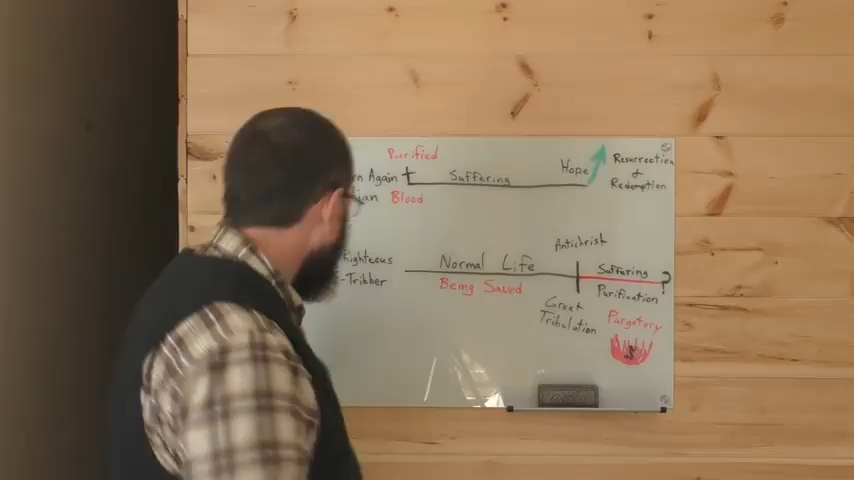 Purified
rn Again
Suffering
Hope
Resurrection
&
Redemption
ian
Blood
Antichrist
Righteous
Normal Life
Suffering ?
-Tribber
Being Saved
Purification
Great
Tribulation
Purgatory